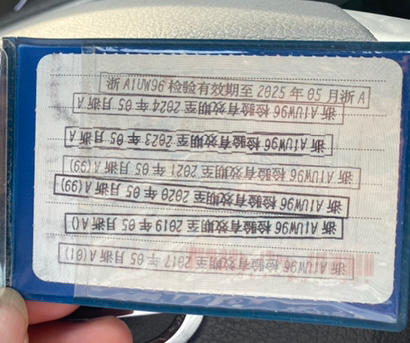 浙 A1UW96 检验有效期至 2025 年 05 月浙 A
浙 A1UW96 检验有效期至 2024 年 05 月浙 A
浙 A1UW96 检验有效期至 2023 年 05 月浙 A
浙 A1UW96 检验有效期至 2021 年 05 月浙 A(99)
浙 A1UW96 检验有效期至 2020 年 05 月浙 A(99)
浙 A1UW96 检验有效期至 2019 年 05 月浙 A()
浙 A1UW96 检验有效期至 2017 年 05 月浙 A(01)